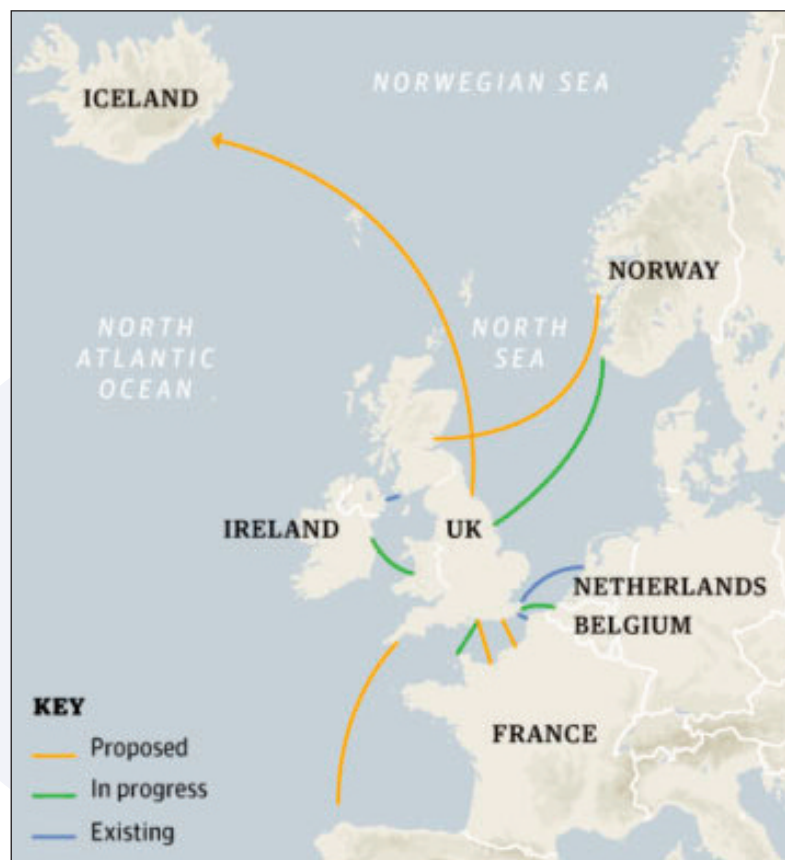 NORWEGIAN SEA
ICELAND
NORWAY
NORTH
SEA
NORTH
ATLANTIC
OCEAN
IRELAND
UK
NETHERLANDS
BELGIUM
FRANCE
KEY
Proposed
In progress
Existing